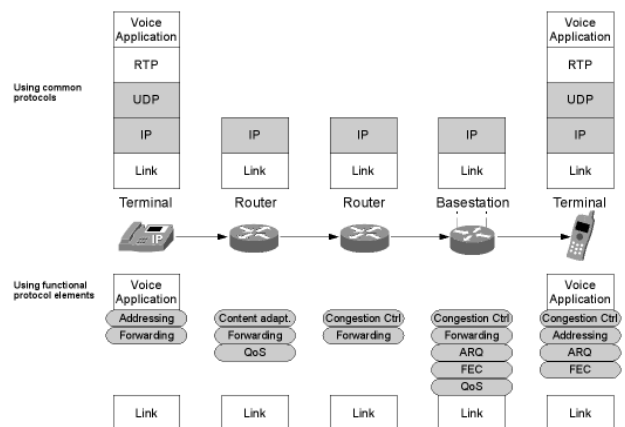 Voice
Application
Voice
Application
RTP
RTP
Using common
protocols
UDP
UDP
IP
IP
IP
IP
IP
Link
Link
Link
Link
Link
Terminal
Router
Router
Basestation
Terminal
IP
Using functional
protocol elements
Voice
Application
Voice
Application
Addressing
Content adapt.
Congestion Ctrl
Congestion Ctrl
Congestion Ctrl
Forwarding
Forwarding
Forwarding
Forwarding
Addressing
QoS
ARQ
ARQ
FEC
FEC
QoS
Link
Link
Link
Link
Link